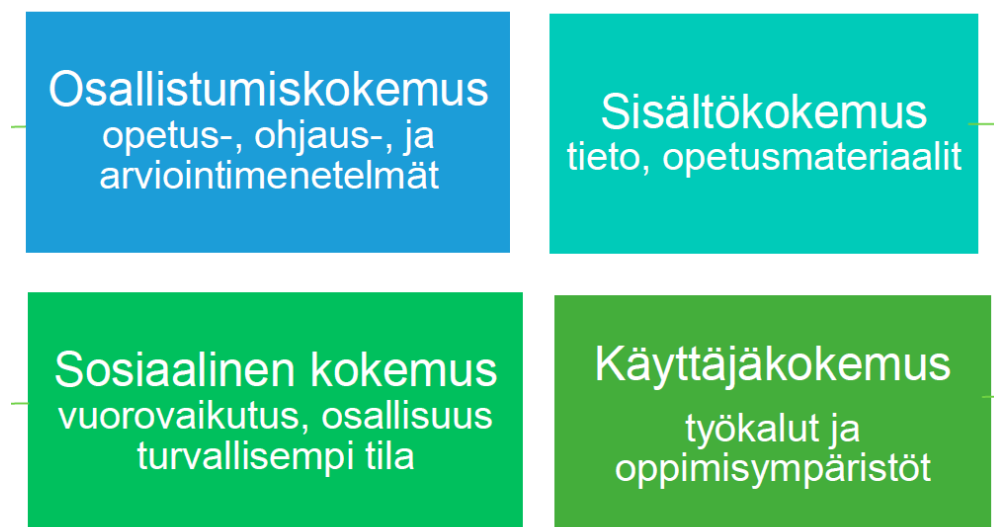 Osallistumiskokemus
opetus-, ohjaus-, ja
arviointimenetelmät
Sisältökokemus
tieto, opetusmateriaalit
Sosiaalinen kokemus
vuorovaikutus, osallisuus
turvallisempi tila
Käyttäjäkokemus
työkalut ja
oppimisympäristöt